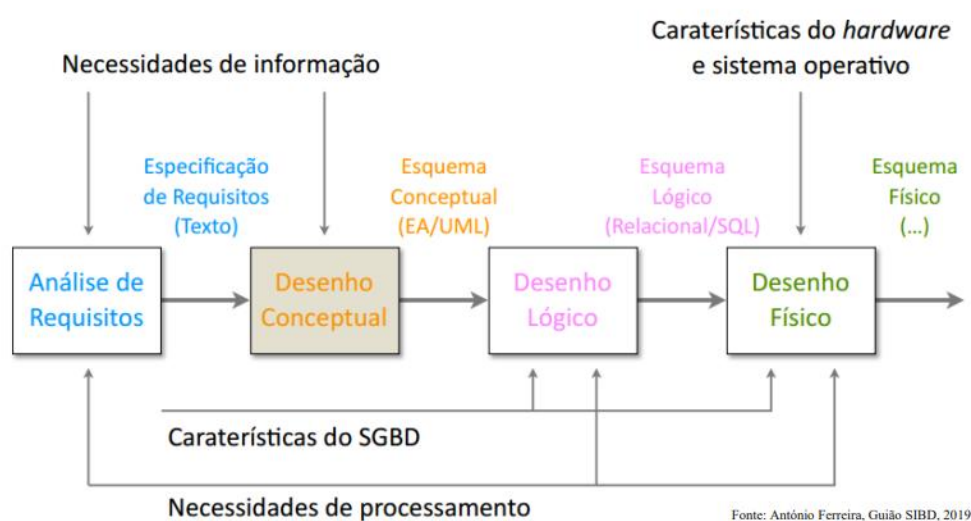 Necessidades de informação
Caraterísticas do hardware
e sistema operativo
Especificação
de Requisitos
(Texto)
Esquema
Conceptual
(EA/UML)
Esquema
Lógico
(Relacional/SQL)
Esquema
Físico
(...)
Análise de
Requisitos
Desenho
Conceptual
Desenho
Lógico
Desenho
Físico
Caraterísticas do SGBD
Necessidades de processamento
Fonte: António Ferreira, Guião SIBD, 2019